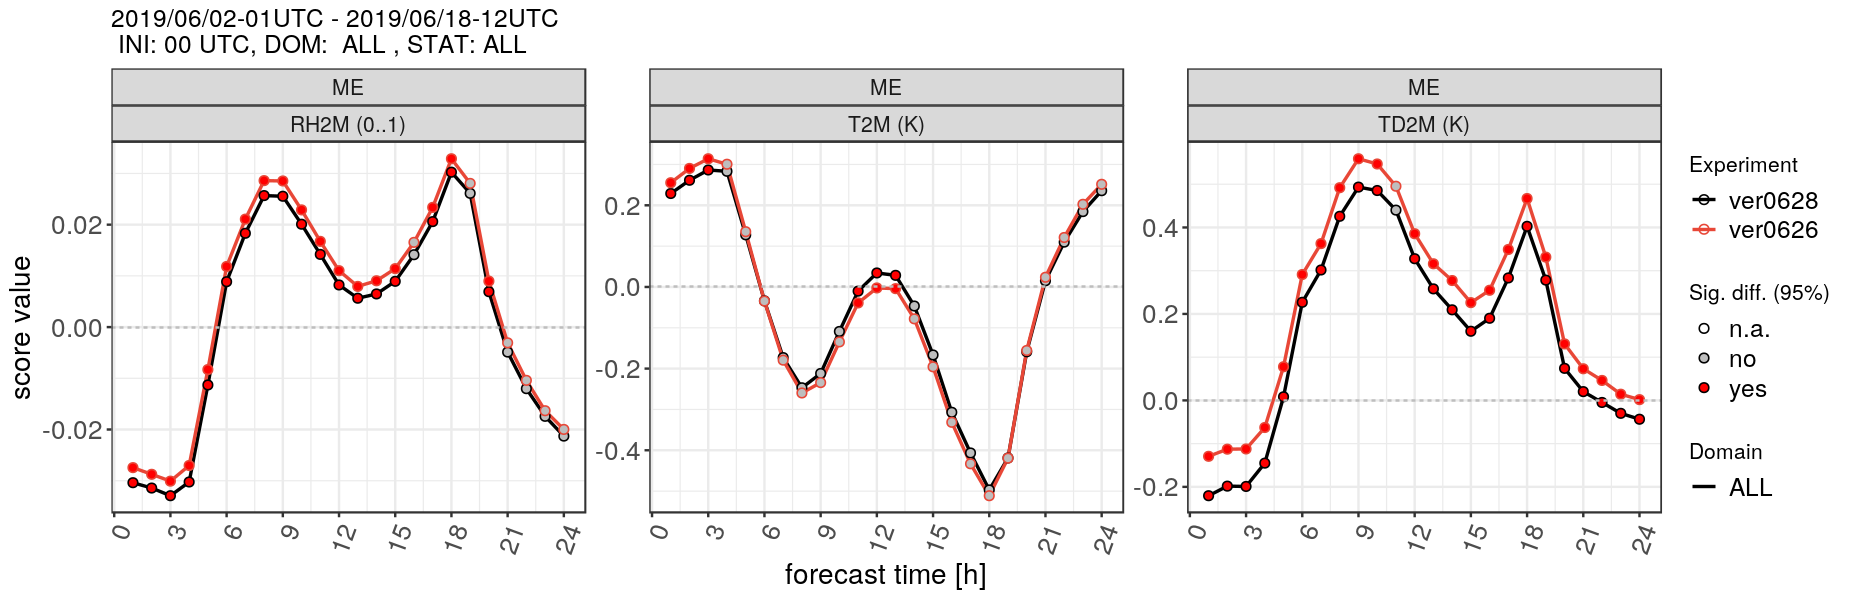 2019/06/02-01UTC - 2019/06/18-12UTC
INI: 00 UTC, DOM:  ALL , STAT: ALL
ME
ME
ME
RH2M (0..1)
T2M (K)
TD2M (K)
score value
0.02
0.00
-0.02
0.2
0.0
-0.2
-0.4
0.4
0.2
0.0
-0.2
0 3 6 9 12 15 18 21 24
0 3 6 9 12 15 18 21 24
0 3 6 9 12 15 18 21 24
forecast time [h]
Experiment
ver0628
ver0626
Sig. diff. (95%)
n.a.
no
yes
Domain
ALL